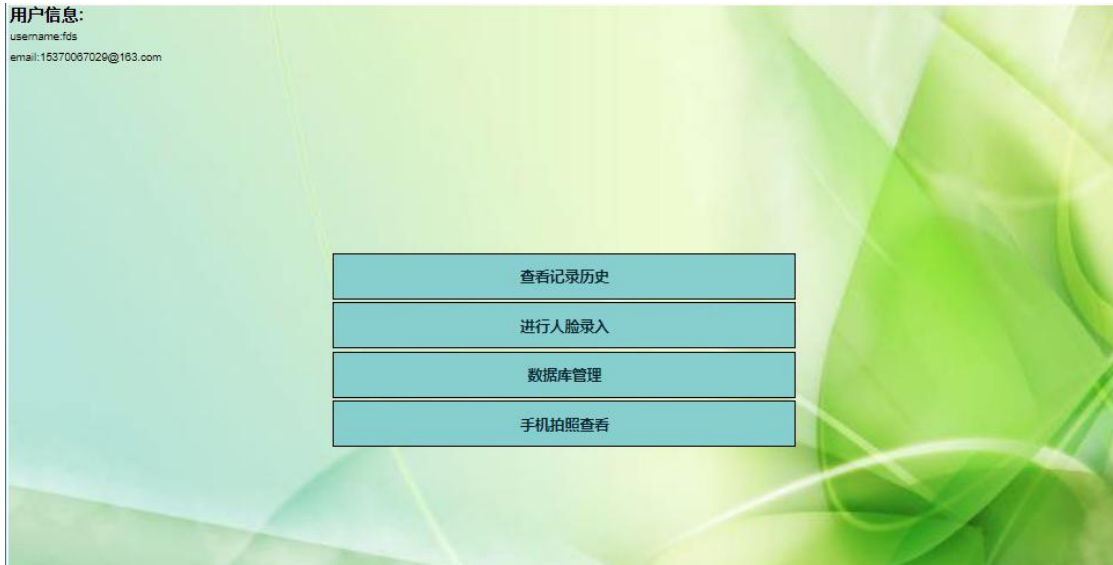 用户信息:
username:fds
email:15370067029@163.com
查看记录历史
进行人脸录入
数据库管理
手机拍照查看